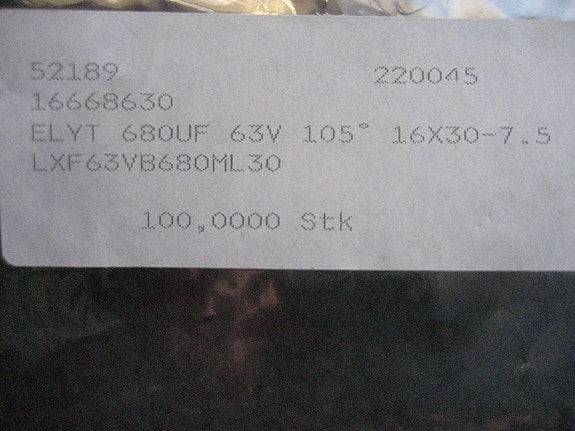 52189 220045
16668630
ELYT 680UF 63V 105° 16X30-7.5
LXF63VB680ML30
100,0000 Stk